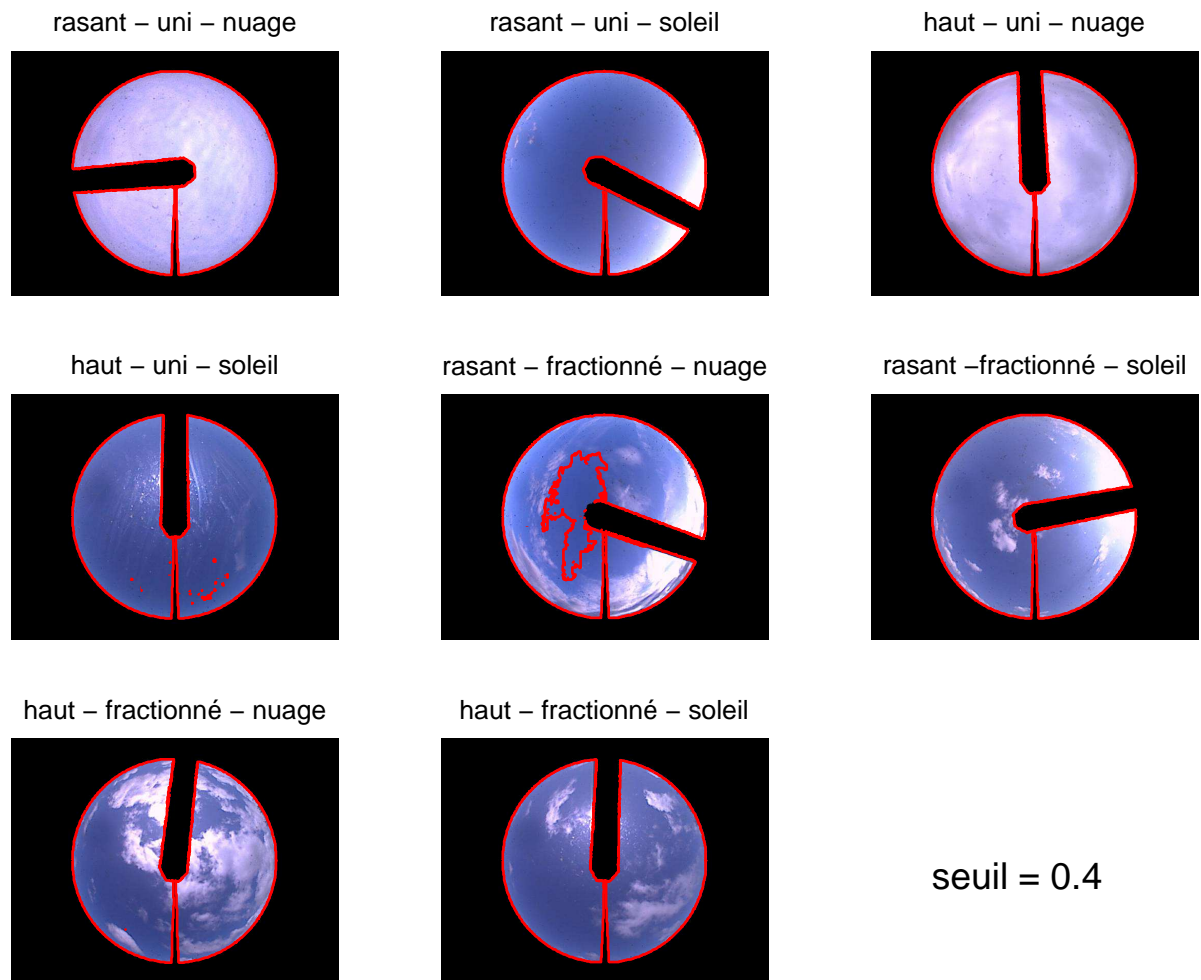 rasant – uni – nuage
rasant – uni – soleil
haut – uni – nuage
haut – uni – soleil
rasant – fractionné – nuage
rasant –fractionné – soleil
haut – fractionné – nuage
haut – fractionné – soleil
seuil = 0.4